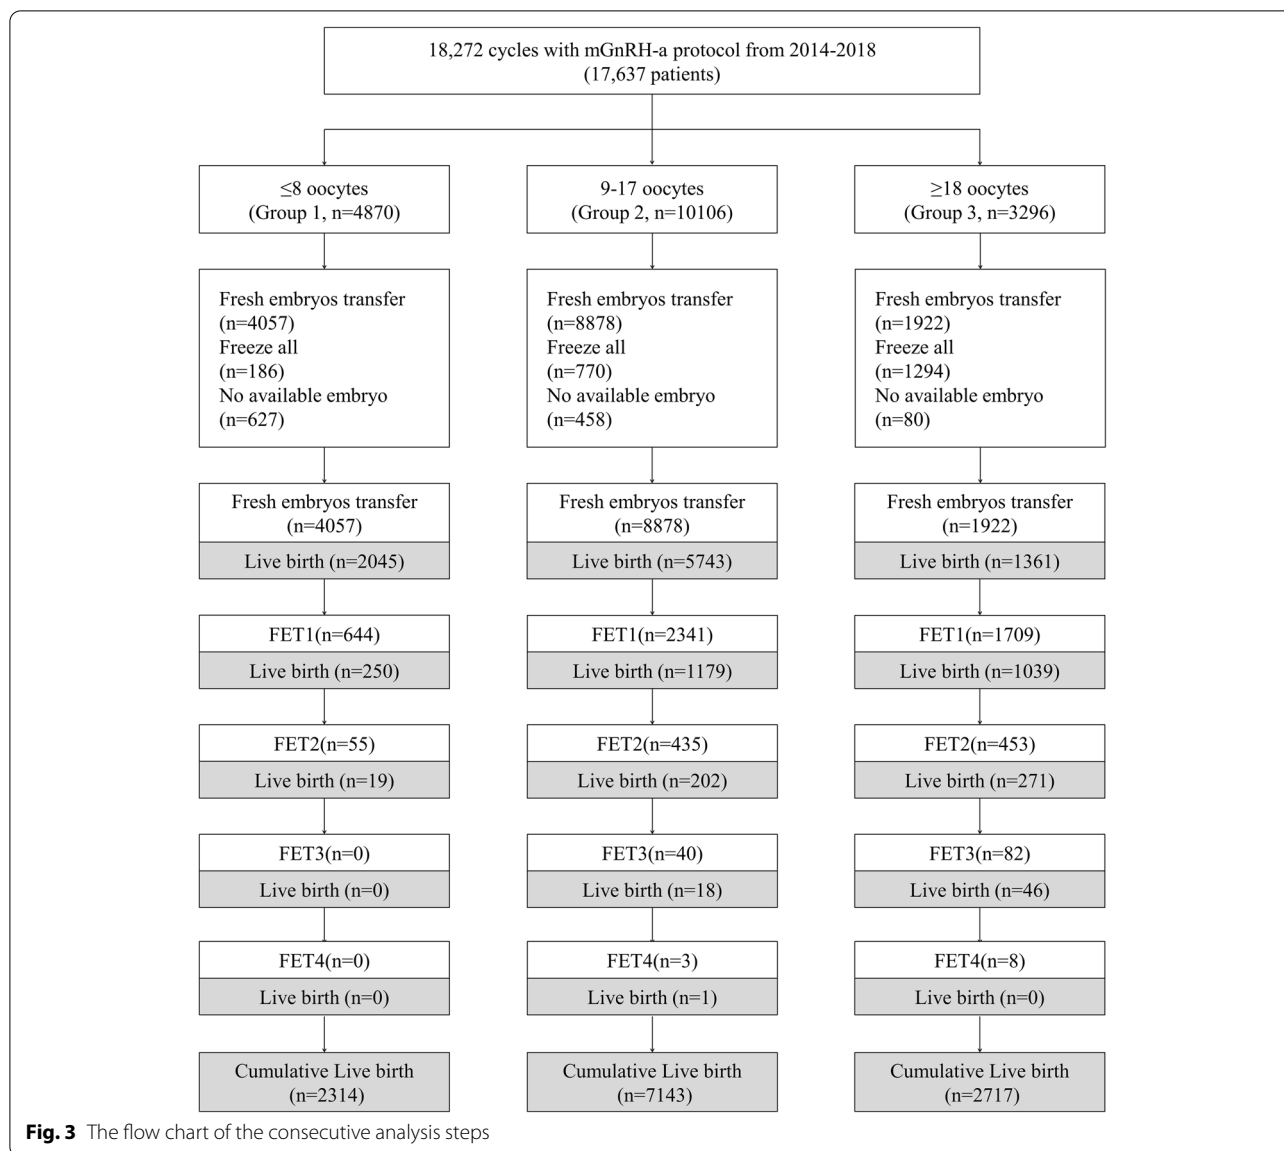 18,272 cycles with mGnRH-a protocol from 2014-2018
(17,637 patients)
≤8 oocytes
(Group 1, n=4870)
9-17 oocytes
(Group 2, n=10106)
≥18 oocytes
(Group 3, n=3296)
Fresh embryos transfer
(n=4057)
Freeze all
(n=186)
No available embryo
(n=627)
Fresh embryos transfer
(n=8878)
Freeze all
(n=770)
No available embryo
(n=458)
Fresh embryos transfer
(n=1922)
Freeze all
(n=1294)
No available embryo
(n=80)
Fresh embryos transfer
(n=4057)
Live birth (n=2045)
Fresh embryos transfer
(n=8878)
Live birth (n=5743)
Fresh embryos transfer
(n=1922)
Live birth (n=1361)
FET1(n=644)
Live birth (n=250)
FET1(n=2341)
Live birth (n=1179)
FET1(n=1709)
Live birth (n=1039)
FET2(n=55)
Live birth (n=19)
FET2(n=435)
Live birth (n=202)
FET2(n=453)
Live birth (n=271)
FET3(n=0)
Live birth (n=0)
FET3(n=40)
Live birth (n=18)
FET3(n=82)
Live birth (n=46)
FET4(n=0)
Live birth (n=0)
FET4(n=3)
Live birth (n=1)
FET4(n=8)
Live birth (n=0)
Cumulative Live birth
(n=2314)
Cumulative Live birth
(n=7143)
Cumulative Live birth
(n=2717)
Fig. 3 The flow chart of the consecutive analysis steps